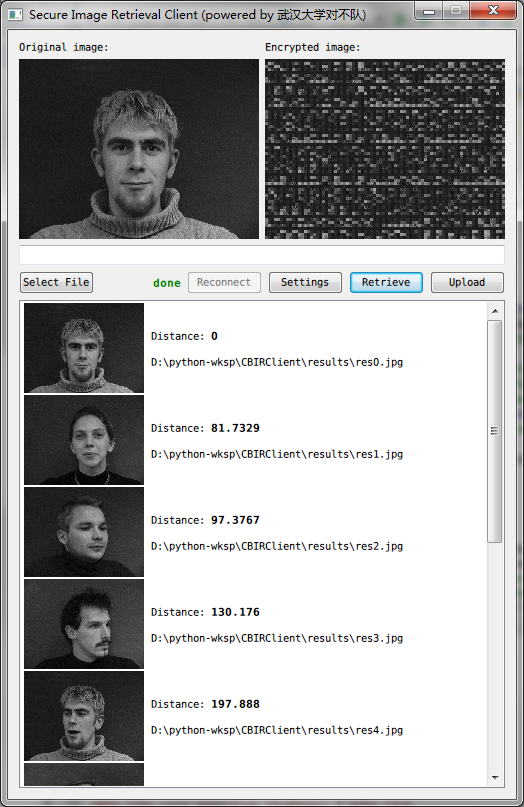 Secure Image Retrieval Client (powered by 武汉大学对不队)
Original image: Encrypted image:
Select File done Reconnect Settings Retrieve Upload
Distance: 0
D:\python-wksp\CBIRClient\results\res0.jpg
Distance: 81.7329
D:\python-wksp\CBIRClient\results\res1.jpg
Distance: 97.3767
D:\python-wksp\CBIRClient\results\res2.jpg
Distance: 130.176
D:\python-wksp\CBIRClient\results\res3.jpg
Distance: 197.888
D:\python-wksp\CBIRClient\results\res4.jpg